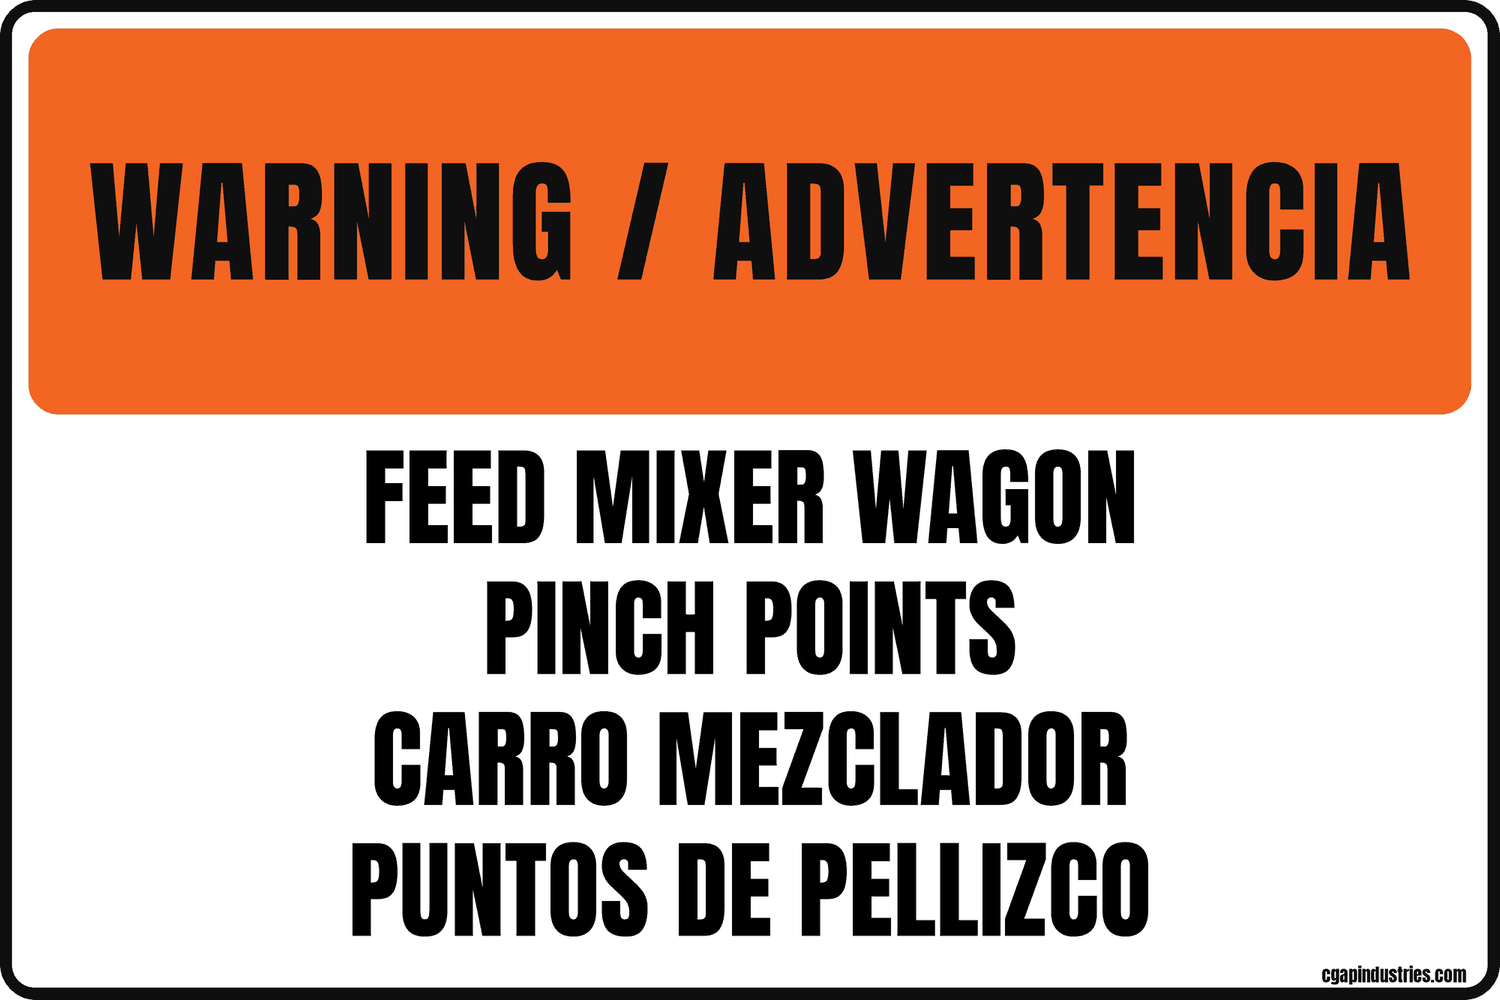 WARNING / ADVERTENCIA
FEED MIXER WAGON
PINCH POINTS
CARRO MEZCLADOR
PUNTOS DE PELLIZCO
cgapindustries.com